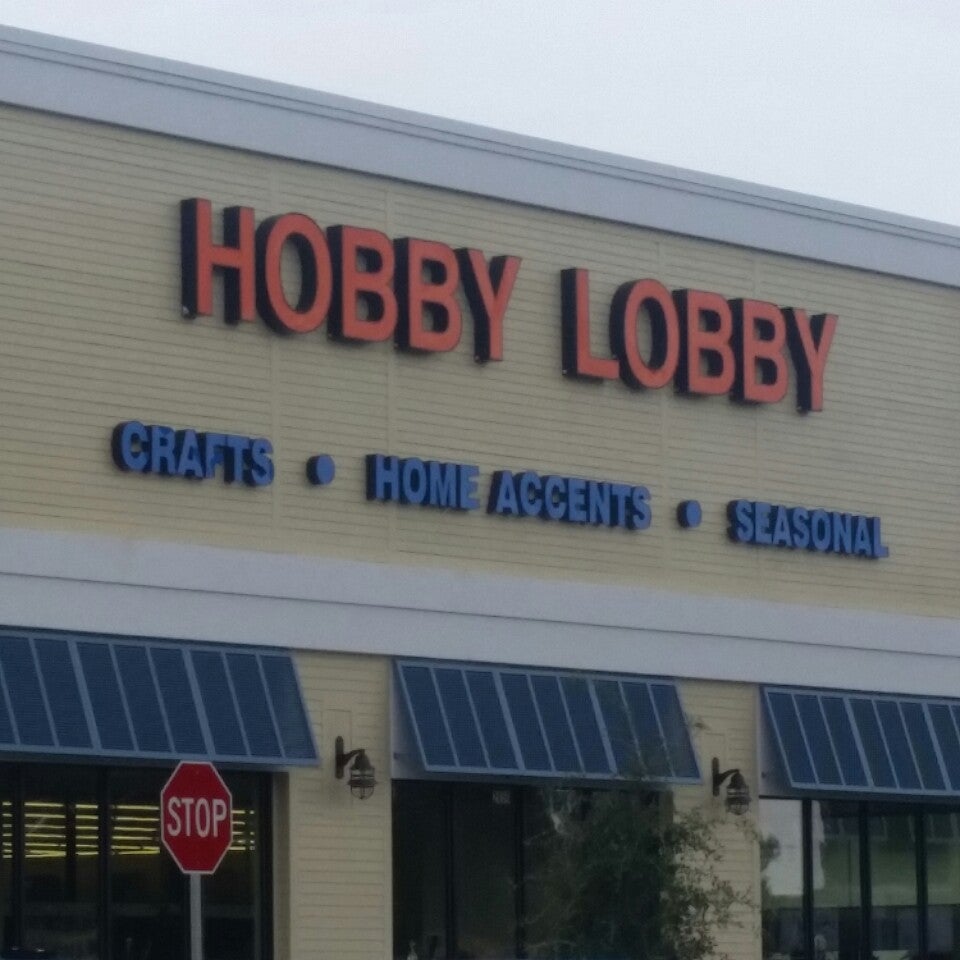 HOBBY LOBBY
CRAFTS • HOME ACCENTS • SEASONAL
STOP